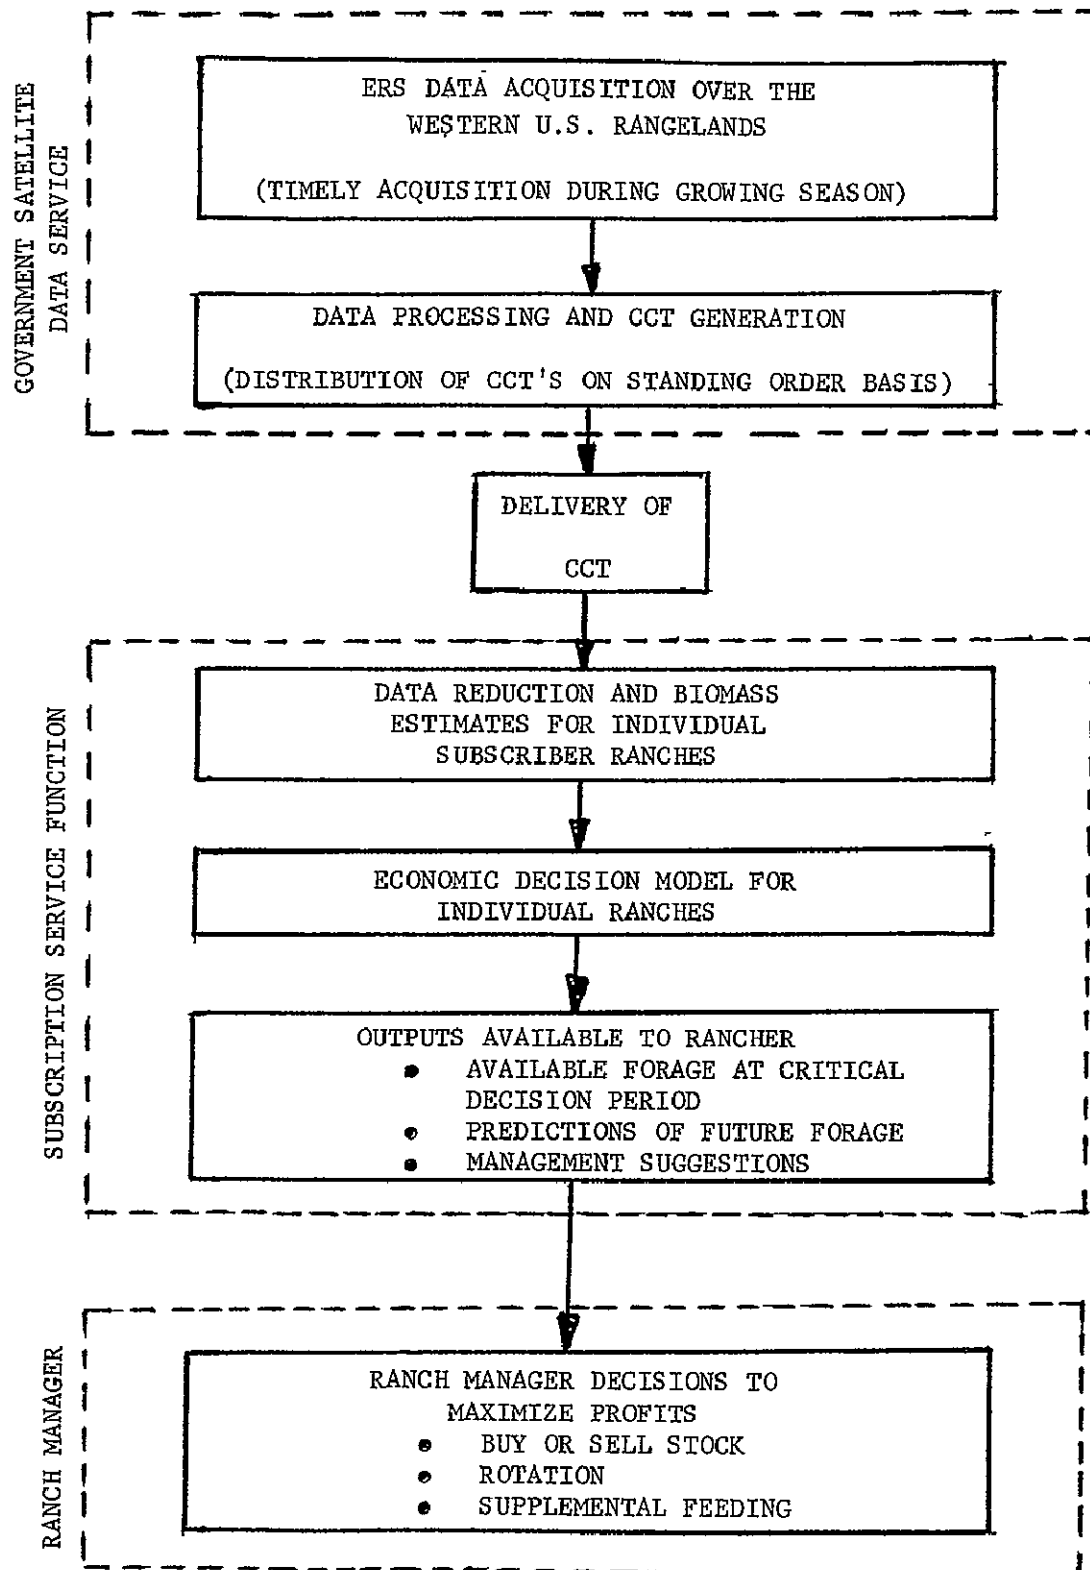 GOVERNMENT SATELLITE
DATA SERVICE
ERS DATA ACQUISITION OVER THE
WESTERN U.S. RANGELANDS
(TIMELY ACQUISITION DURING GROWING SEASON)
DATA PROCESSING AND CCT GENERATION
(DISTRIBUTION OF CCT'S ON STANDING ORDER BASIS)
DELIVERY OF
CCT
SUBSCRIPTION SERVICE FUNCTION
DATA REDUCTION AND BIOMASS
ESTIMATES FOR INDIVIDUAL
SUBSCRIBER RANCHES
ECONOMIC DECISION MODEL FOR
INDIVIDUAL RANCHES
OUTPUTS AVAILABLE TO RANCHER
• AVAILABLE FORAGE AT CRITICAL
DECISION PERIOD
• PREDICTIONS OF FUTURE FORAGE
• MANAGEMENT SUGGESTIONS
RANCH MANAGER
RANCH MANAGER DECISIONS TO
MAXIMIZE PROFITS
• BUY OR SELL STOCK
• ROTATION
• SUPPLEMENTAL FEEDING